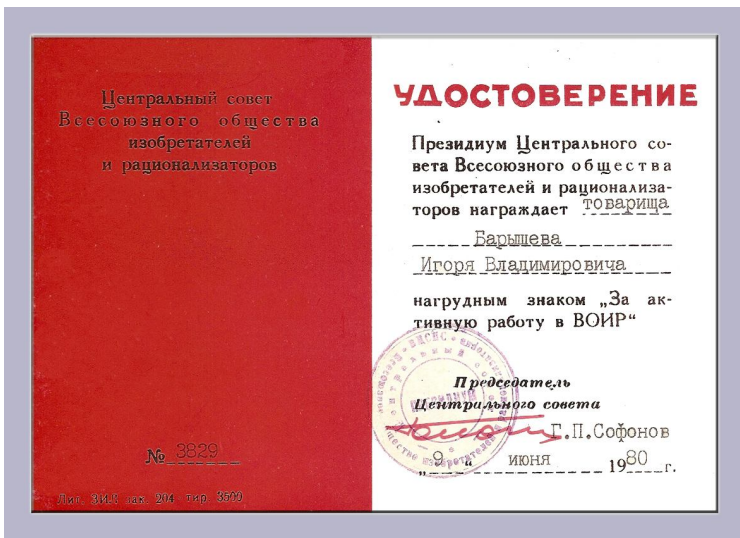 Центральный совет
Всесоюзного общества
изобретателей
и рационализаторов
№ 3829
Тип. ЗИЛ зак. 204 тир. 3500
УДОСТОВЕРЕНИЕ
Президиум Центрального со-
вета Всесоюзного общества
изобретателей и рационализа-
торов награждает товарища
Барышева
Игоря Владимировича
нагрудным знаком „За ак-
тивную работу в ВОИР“
Председатель
Центрального совета
Г.П.Софонов
„ 9 “ июня 1980 г.